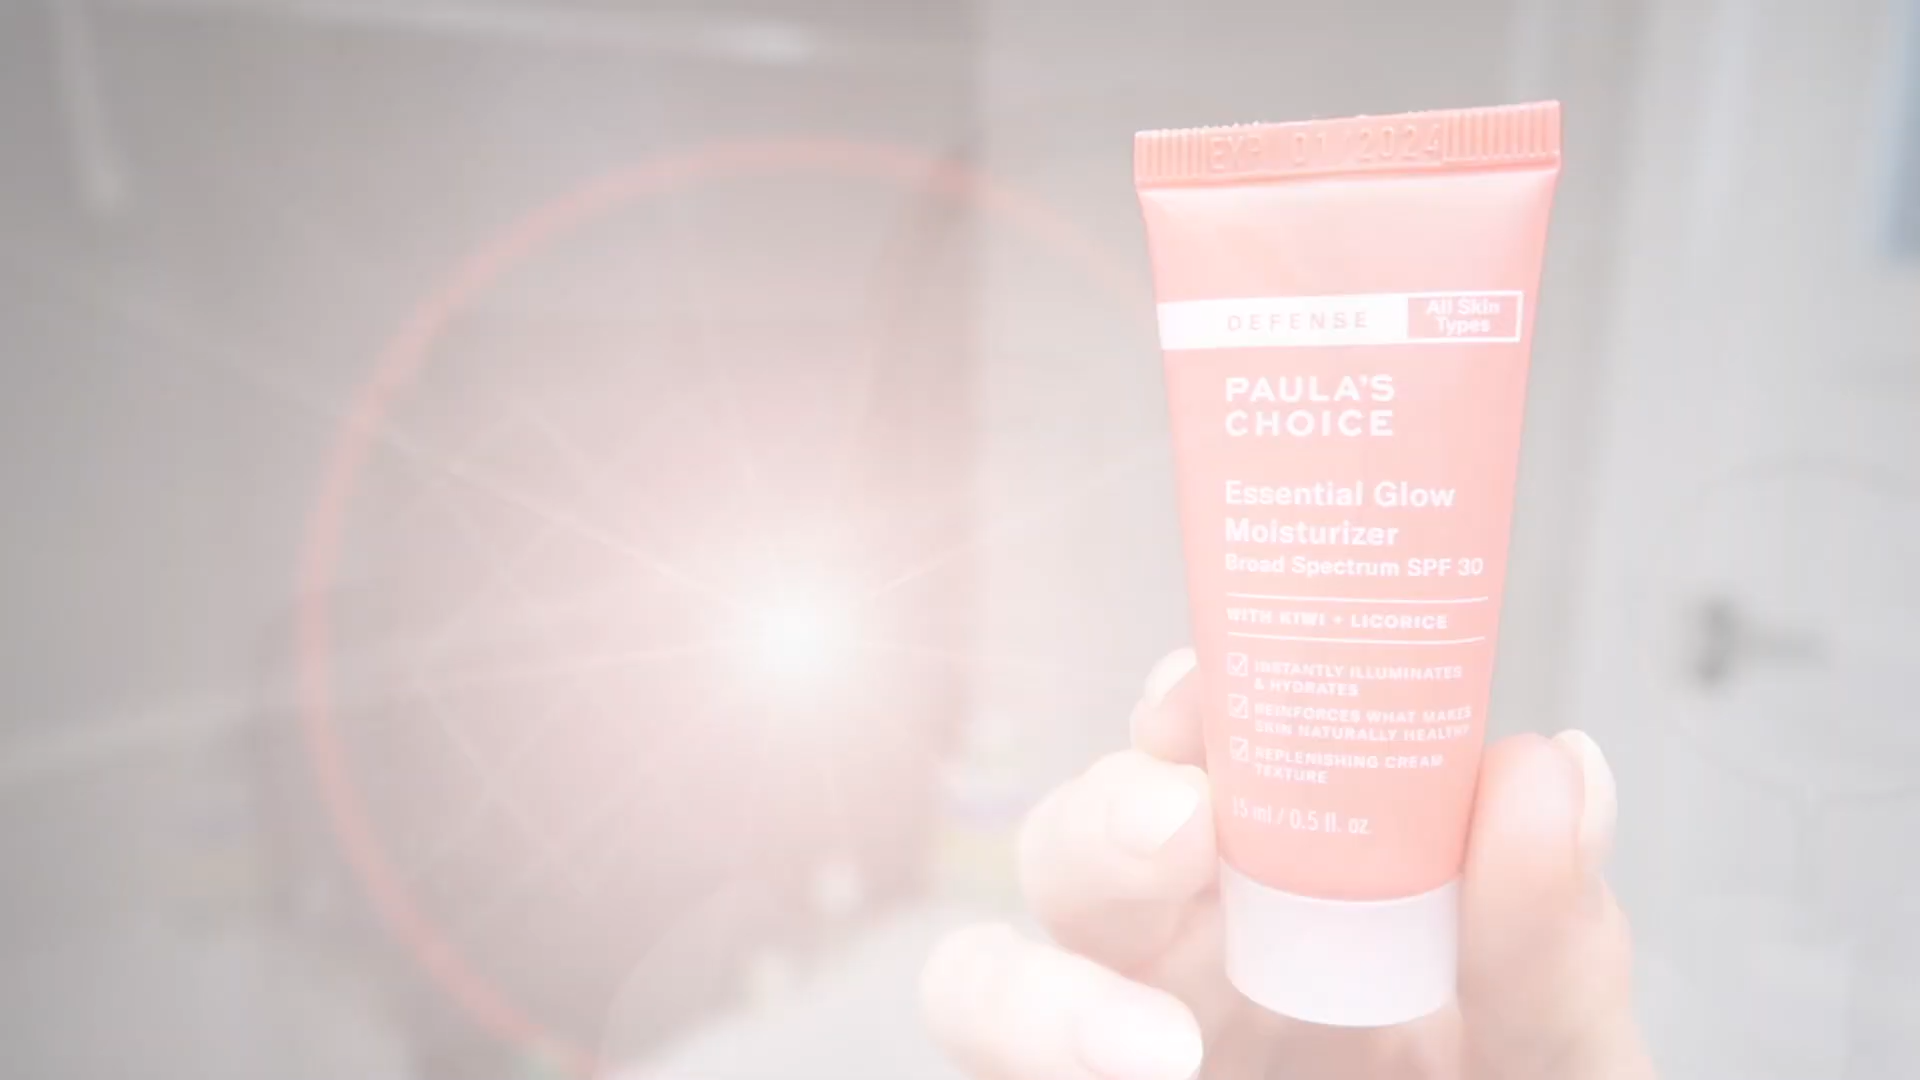 EXP 01/2024
DEFENSE
All Skin
Types
PAULA'S
CHOICE
Essential Glow
Moisturizer
Broad Spectrum SPF 30
WITH KIWI + LICORICE
INSTANTLY ILLUMINATES
& HYDRATES
REINFORCES WHAT MAKES
SKIN NATURALLY HEALTHY
REPLENISHING CREAM
TEXTURE
15 ml / 0.5 fl. oz.